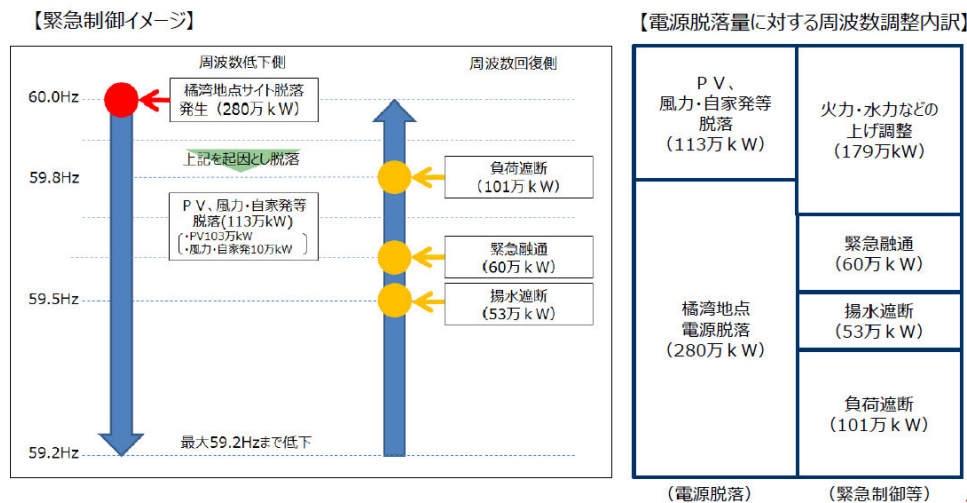 【緊急制御イメージ】
周波数低下側
周波数回復側
60.0Hz
橘湾地点サイト脱落
発生（280万ｋW）
上記を起因とし脱落
59.8Hz
負荷遮断
（101万ｋW）
ＰＶ、風力・自家発等
脱落(113万kW)
・PV103万kW
・風力・自家発10万kW
緊急融通
（60万ｋW）
59.5Hz
揚水遮断
（53万ｋW）
最大59.2Hzまで低下
59.2Hz
【電源脱落量に対する周波数調整内訳】
ＰＶ、
風力・自家発等
脱落
（113万ｋW）
火力・水力などの
上げ調整
（179万kW）
緊急融通
（60万ｋW）
揚水遮断
（53万ｋW）
橘湾地点
電源脱落
（280万ｋW）
負荷遮断
（101万ｋW）
（電源脱落）
（緊急制御等）